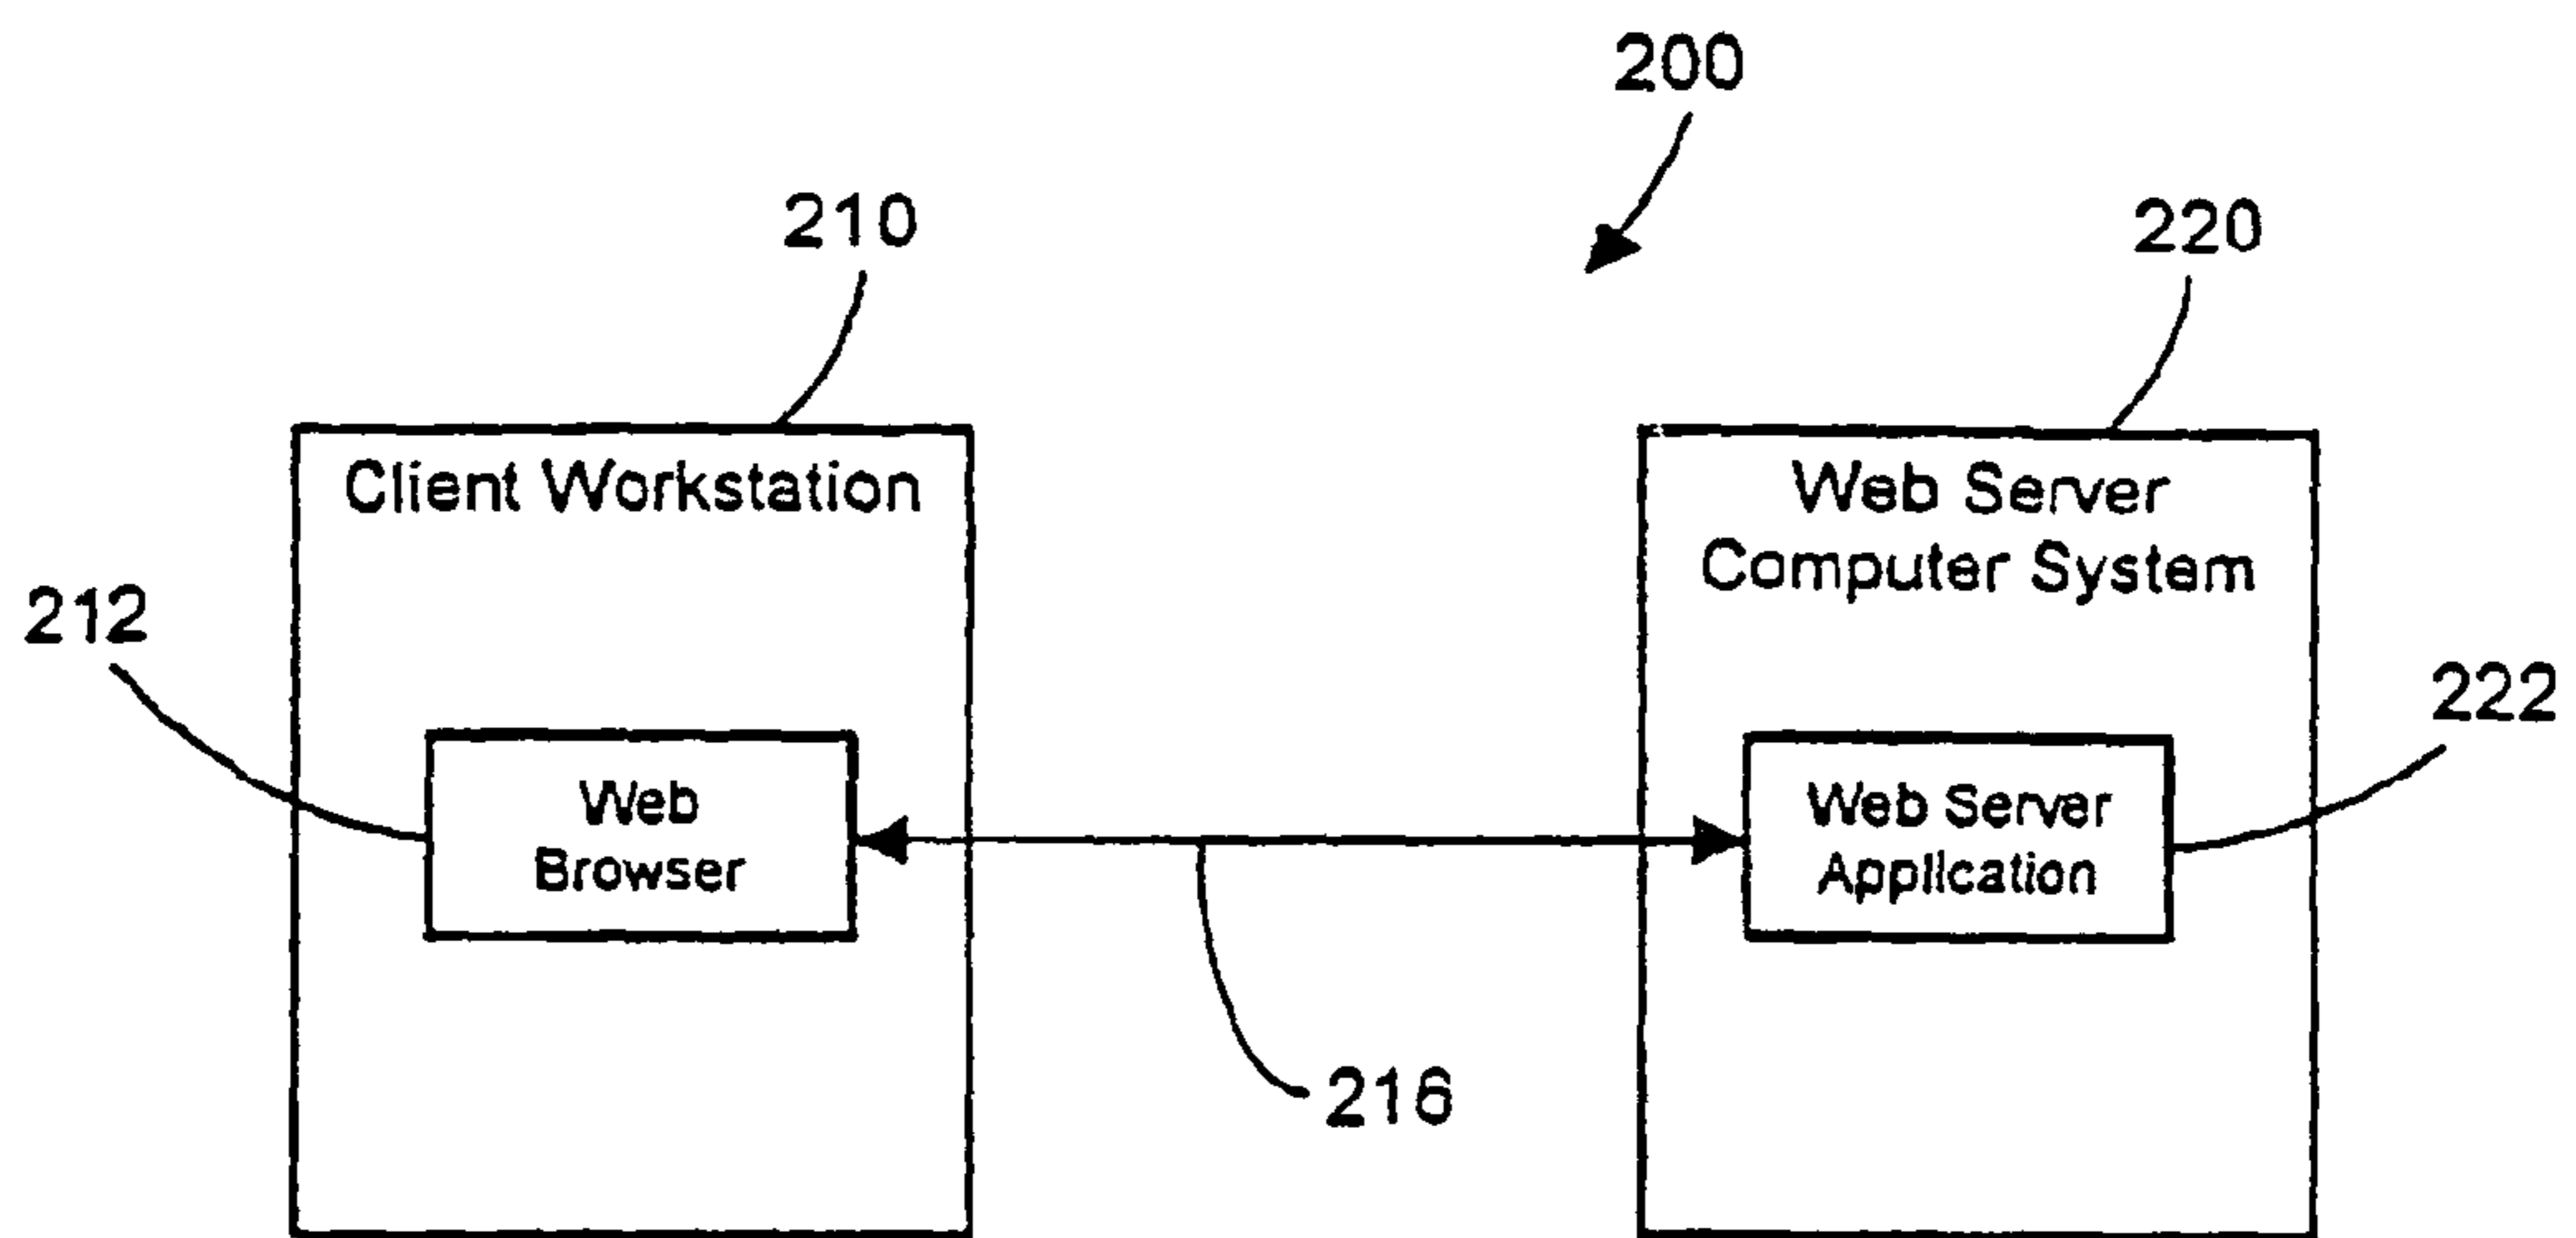 200
210
220
Client Workstation
Web Server
Computer System
212
222
Web
Browser
Web Server
Application
216